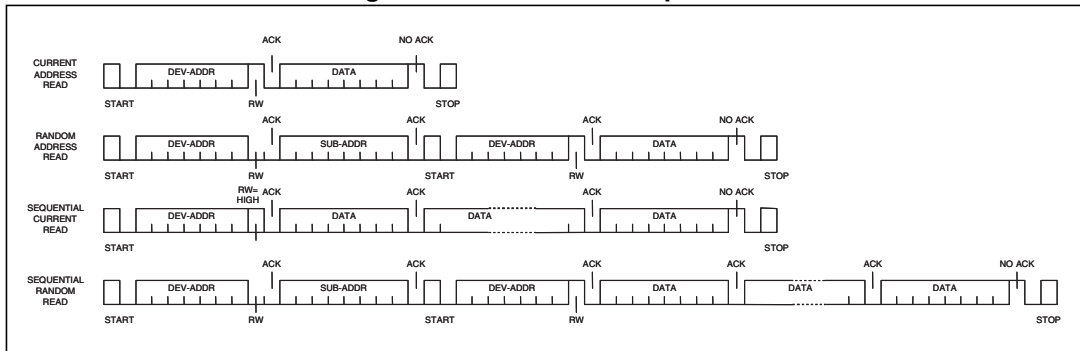 ACK NO ACK
CURRENT
ADDRESS
READ
DEV-ADDR DATA
START RW STOP
ACK ACK ACK NO ACK
RANDOM
ADDRESS
READ
DEV-ADDR SUB-ADDR DEV-ADDR DATA
START RW START RW STOP
RW=
HIGH
ACK ACK ACK NO ACK
SEQUENTIAL
CURRENT
READ
DEV-ADDR DATA DATA DATA
START STOP
ACK ACK ACK ACK ACK NO ACK
SEQUENTIAL
RANDOM
READ
DEV-ADDR SUB-ADDR DEV-ADDR DATA DATA DATA
START RW START RW STOP